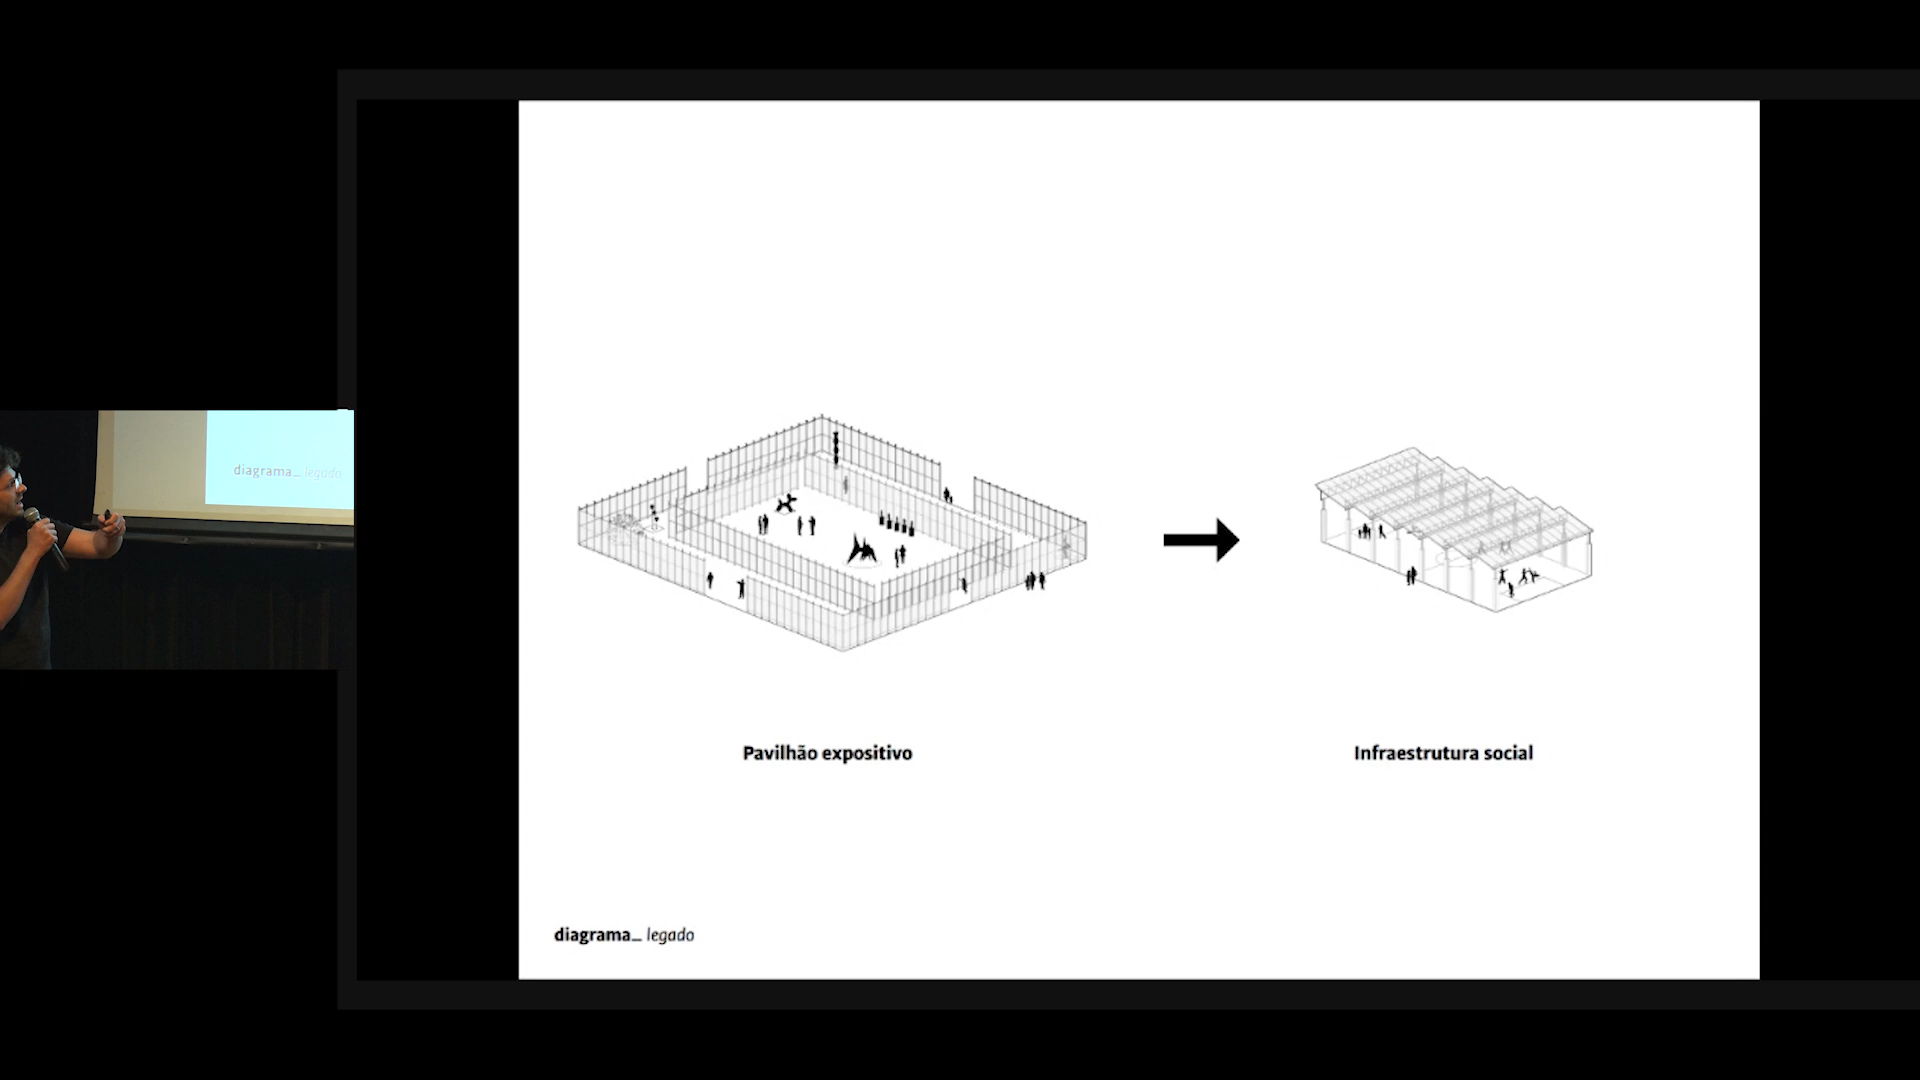 diagrama_ legado
Pavilhão expositivo
Infraestrutura social
diagrama_ legado